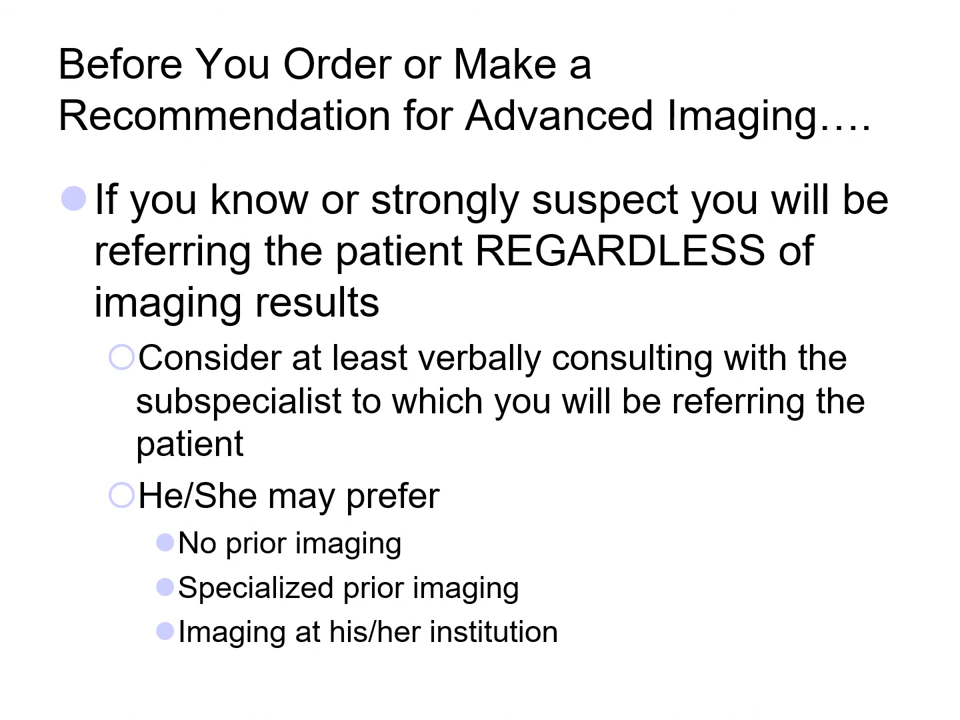 Before You Order or Make a
Recommendation for Advanced Imaging….
If you know or strongly suspect you will be
referring the patient REGARDLESS of
imaging results
Consider at least verbally consulting with the
subspecialist to which you will be referring the
patient
He/She may prefer
No prior imaging
Specialized prior imaging
Imaging at his/her institution